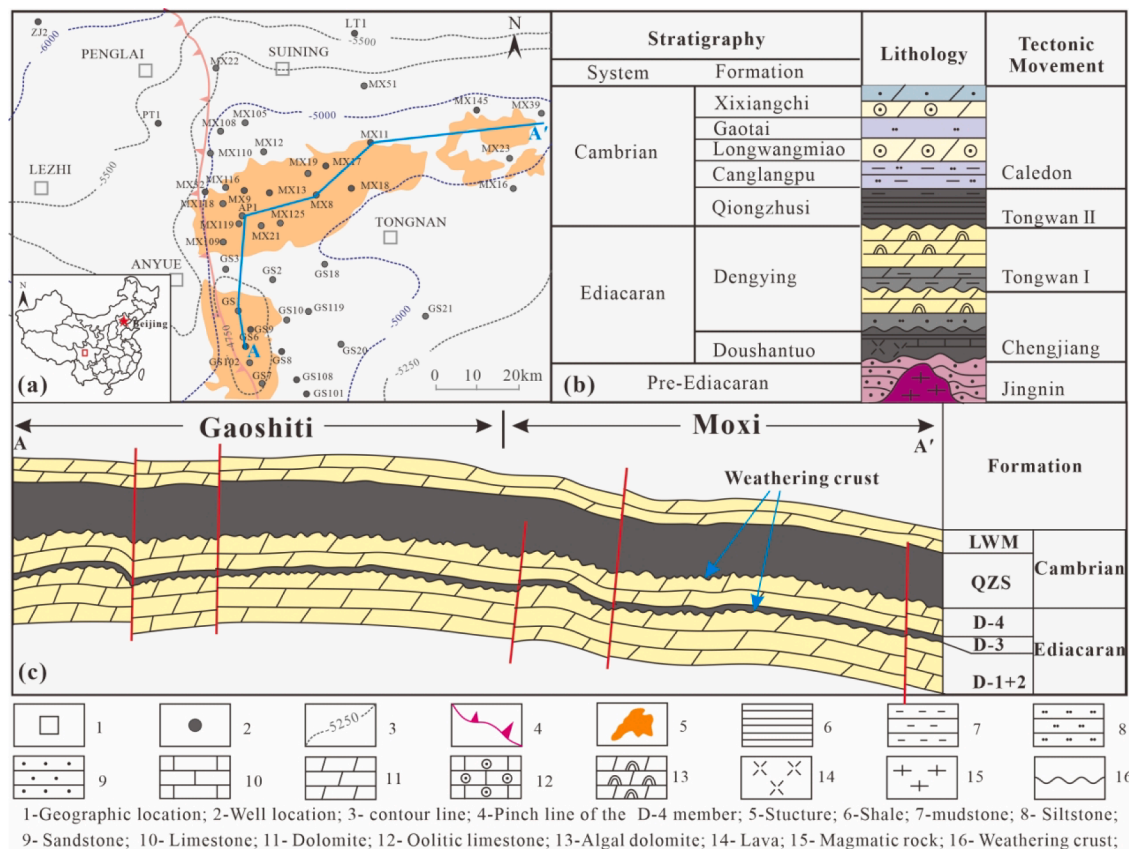 ZJ2
-6000
LT1
-5500
N
PENGLAI
SUINING
MX22
MX51
MX145
MX39
-5000
PT1
MX105
MX108
MX11
A'
MX110
MX12
MX19
MX17
MX23
LEZHI
-5500
MX52
MX116
MX9
MX13
MX18
MX16
MX118
AP1
MX8
MX119
MX125
TONGNAN
MX21
MX109
ANYUE
GS3
GS18
GS2
N
GS
GS10
GS119
-5000
GS21
Beijing
GS9
GS6
A
GS20
GS102
GS8
-5250
GS7
GS108
GS101
0 10 20km
(a)
Stratigraphy
Lithology
Tectonic
Movement
System
Formation
Xixiangchi
Gaotai
Cambrian
Longwangmiao
Canglangpu
Caledon
Qiongzhusi
Tongwan II
Dengying
Tongwan I
Ediacaran
Doushantuo
Chengjiang
(b)
Pre-Ediacaran
Jingnin
Gaoshiti
Moxi
A
A'
Formation
Weathering crust
LWM
Cambrian
QZS
D-4
D-3
Ediacaran
D-1+2
(c)
1 2 3 -5250 4 5 6 7 8
9 10 11 12 13 14 15 16
1-Geographic location; 2-Well location; 3- contour line; 4-Pinch line of the D-4 member; 5-Stucture; 6-Shale; 7-mudstone; 8- Siltstone;
9- Sandstone; 10- Limestone; 11- Dolomite; 12- Oolitic limestone; 13-Algal dolomite; 14- Lava; 15- Magmatic rock; 16- Weathering crust;